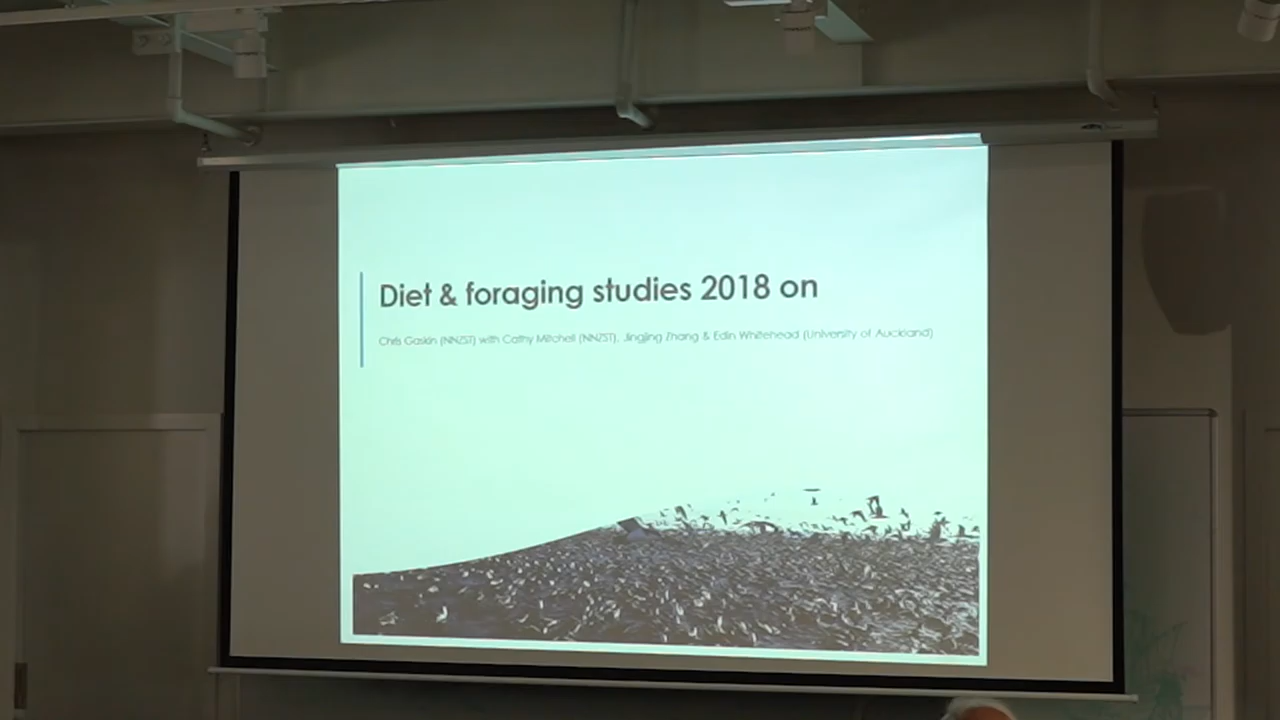 Diet & foraging studies 2018 on
Chris Gaskin (NNZST) with Cathy Mitchell (NNZST), Jingjing Zhang & Edin Whitehead (University of Auckland)